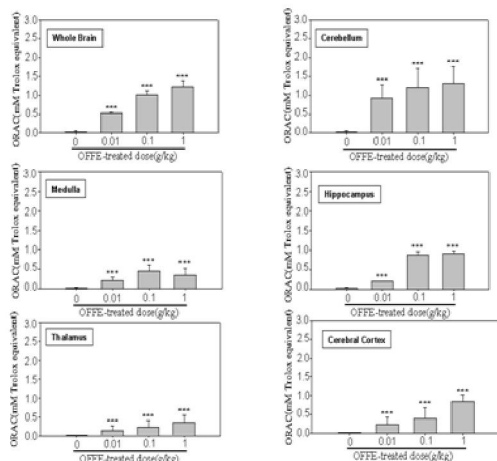 Whole Brain
ORAC(mM Trolox equivalent)
3.0
2.5
2.0
1.5
1.0
0.5
0.0
*** *** ***
0 0.01 0.1 1
OFFE-treated dose(g/kg)
Cerebellum
ORAC(mM Trolox equivalent)
3.0
2.5
2.0
1.5
1.0
0.5
0.0
*** *** ***
0 0.01 0.1 1
OFFE-treated dose(g/kg)
Medulla
ORAC(mM Trolox equivalent)
3.0
2.5
2.0
1.5
1.0
0.5
0.0
*** *** ***
0 0.01 0.1 1
OFFE-treated dose(g/kg)
Hippocampus
ORAC(mM Trolox equivalent)
3.0
2.5
2.0
1.5
1.0
0.5
0.0
*** *** ***
0 0.01 0.1 1
OFFE-treated dose(g/kg)
Thalamus
ORAC(mM Trolox equivalent)
3.0
2.5
2.0
1.5
1.0
0.5
0.0
*** *** ***
0 0.01 0.1 1
OFFE-treated dose(g/kg)
Cerebral Cortex
ORAC(mM Trolox equivalent)
3.0
2.5
2.0
1.5
1.0
0.5
0.0
*** *** ***
0 0.01 0.1 1
OFFE-treated dose(g/kg)